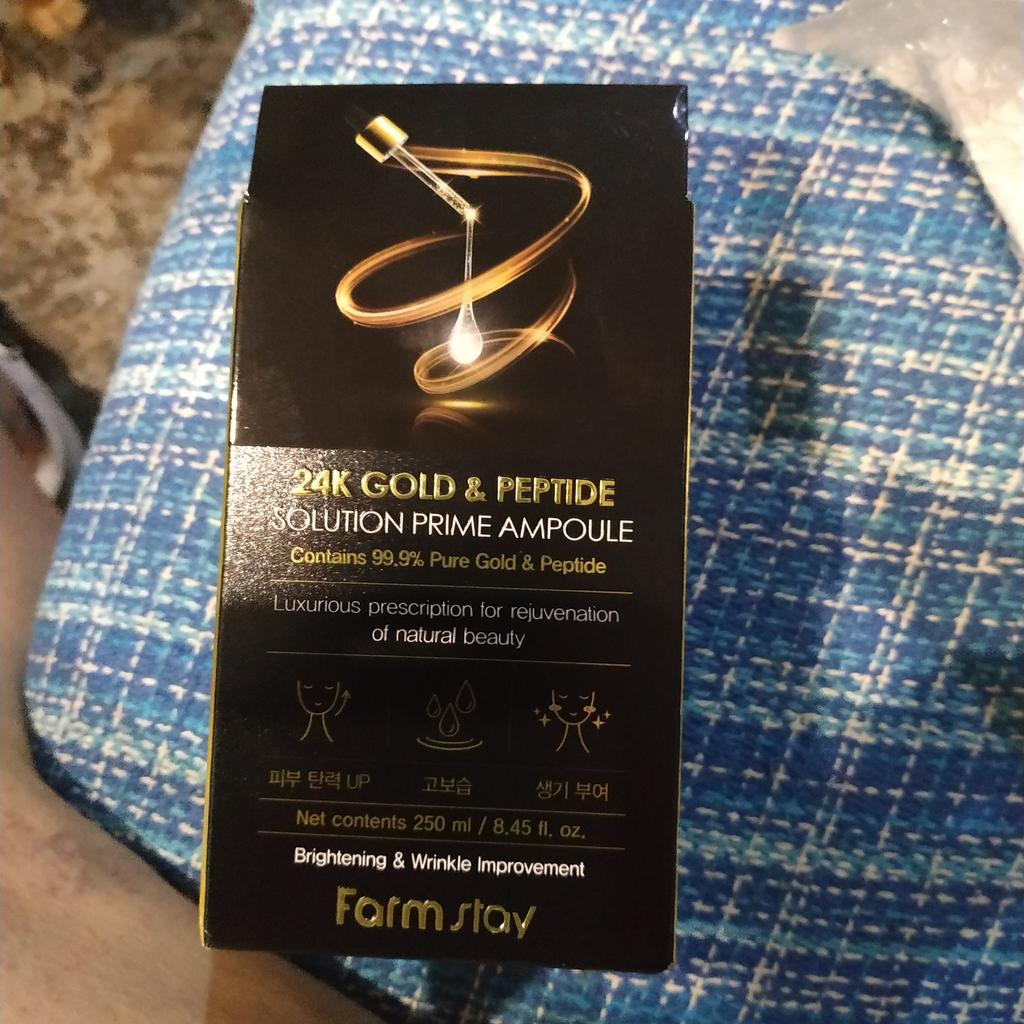 24K GOLD & PEPTIDE
SOLUTION PRIME AMPOULE
Contains 99.9% Pure Gold & Peptide
Luxurious prescription for rejuvenation
of natural beauty
피부 탄력 UP 고보습 생기 부여
Net contents 250 ml / 8.45 fl. oz.
Brightening & Wrinkle Improvement
Farm stay